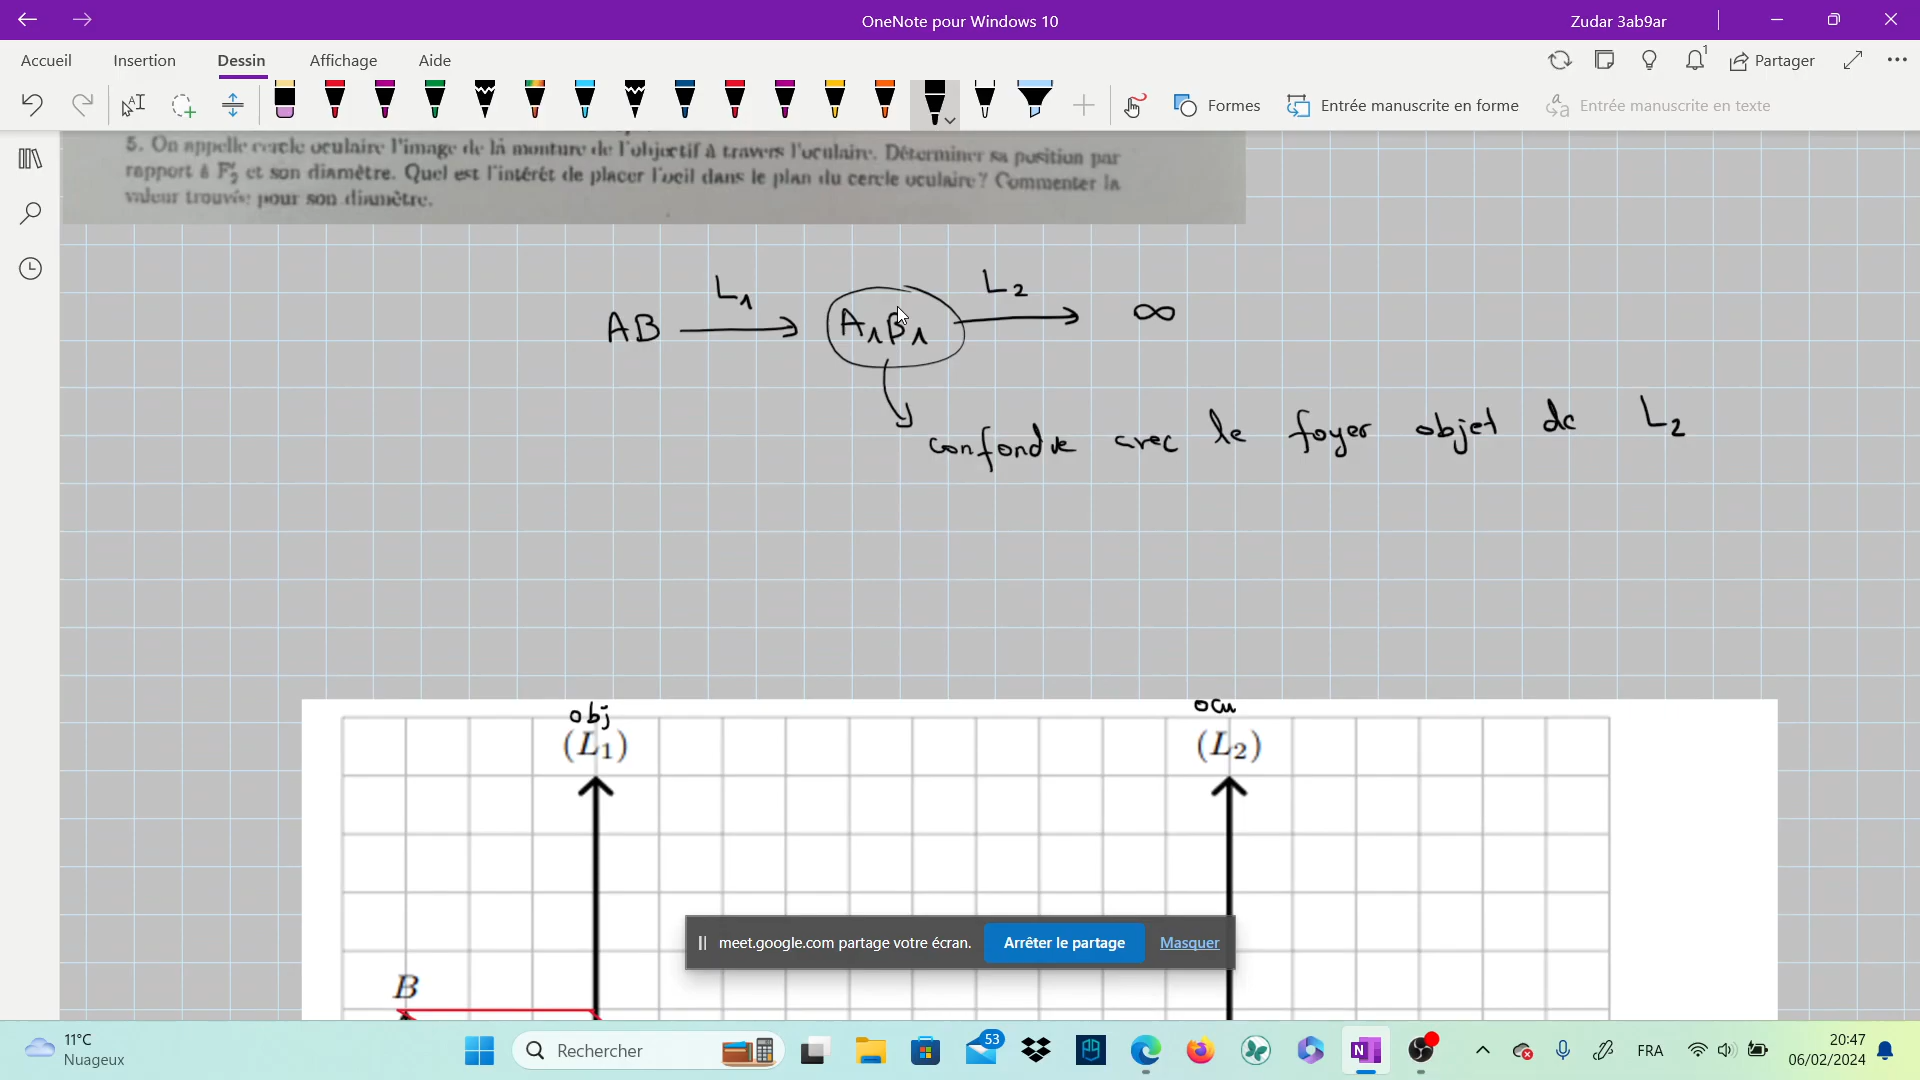 OneNote pour Windows 10
Zudar 3ab9ar
Accueil
Insertion
Dessin
Affichage
Aide
1
Partager
Formes
Entrée manuscrite en forme
Entrée manuscrite en texte
5. On appelle cercle oculaire l'image de la monture de l'objectif à travers l'oculaire. Déterminer sa position par
rapport à F'2 et son diamètre. Quel est l'intérêt de placer l'oeil dans le plan du cercle oculaire? Commenter la
valeur trouvée pour son diamètre.
L1 L2
AB → A1B1 → ∞
confondue avec le foyer objet de L2
obj
(L1)
ocu
(L2)
B
meet.google.com partage votre écran.
Arrêter le partage
Masquer
11°C
Nuageux
Rechercher
53
FRA
20:47
06/02/2024